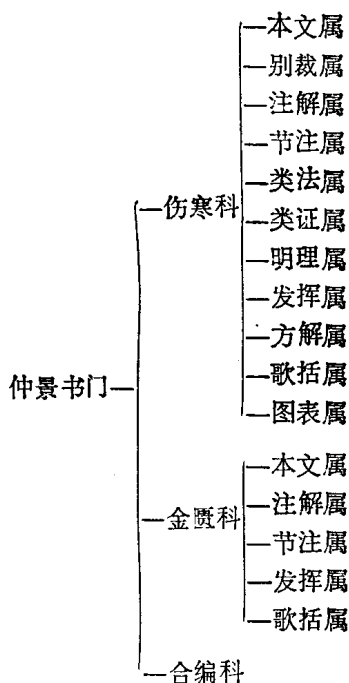 仲景书门
伤寒科
本文属
别裁属
注解属
节注属
类法属
类证属
明理属
发挥属
方解属
歌括属
图表属
金匮科
本文属
注解属
节注属
发挥属
歌括属
合编科